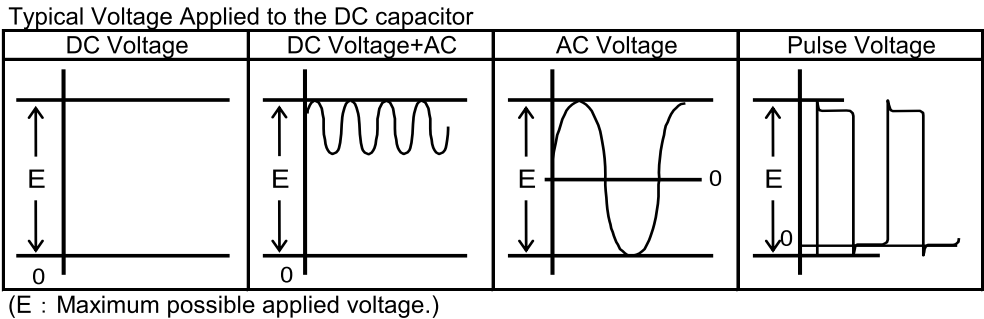 Typical Voltage Applied to the DC capacitor
DC Voltage
DC Voltage+AC
AC Voltage
Pulse Voltage
E
0
E
0
E
0
E
0
(E : Maximum possible applied voltage.)